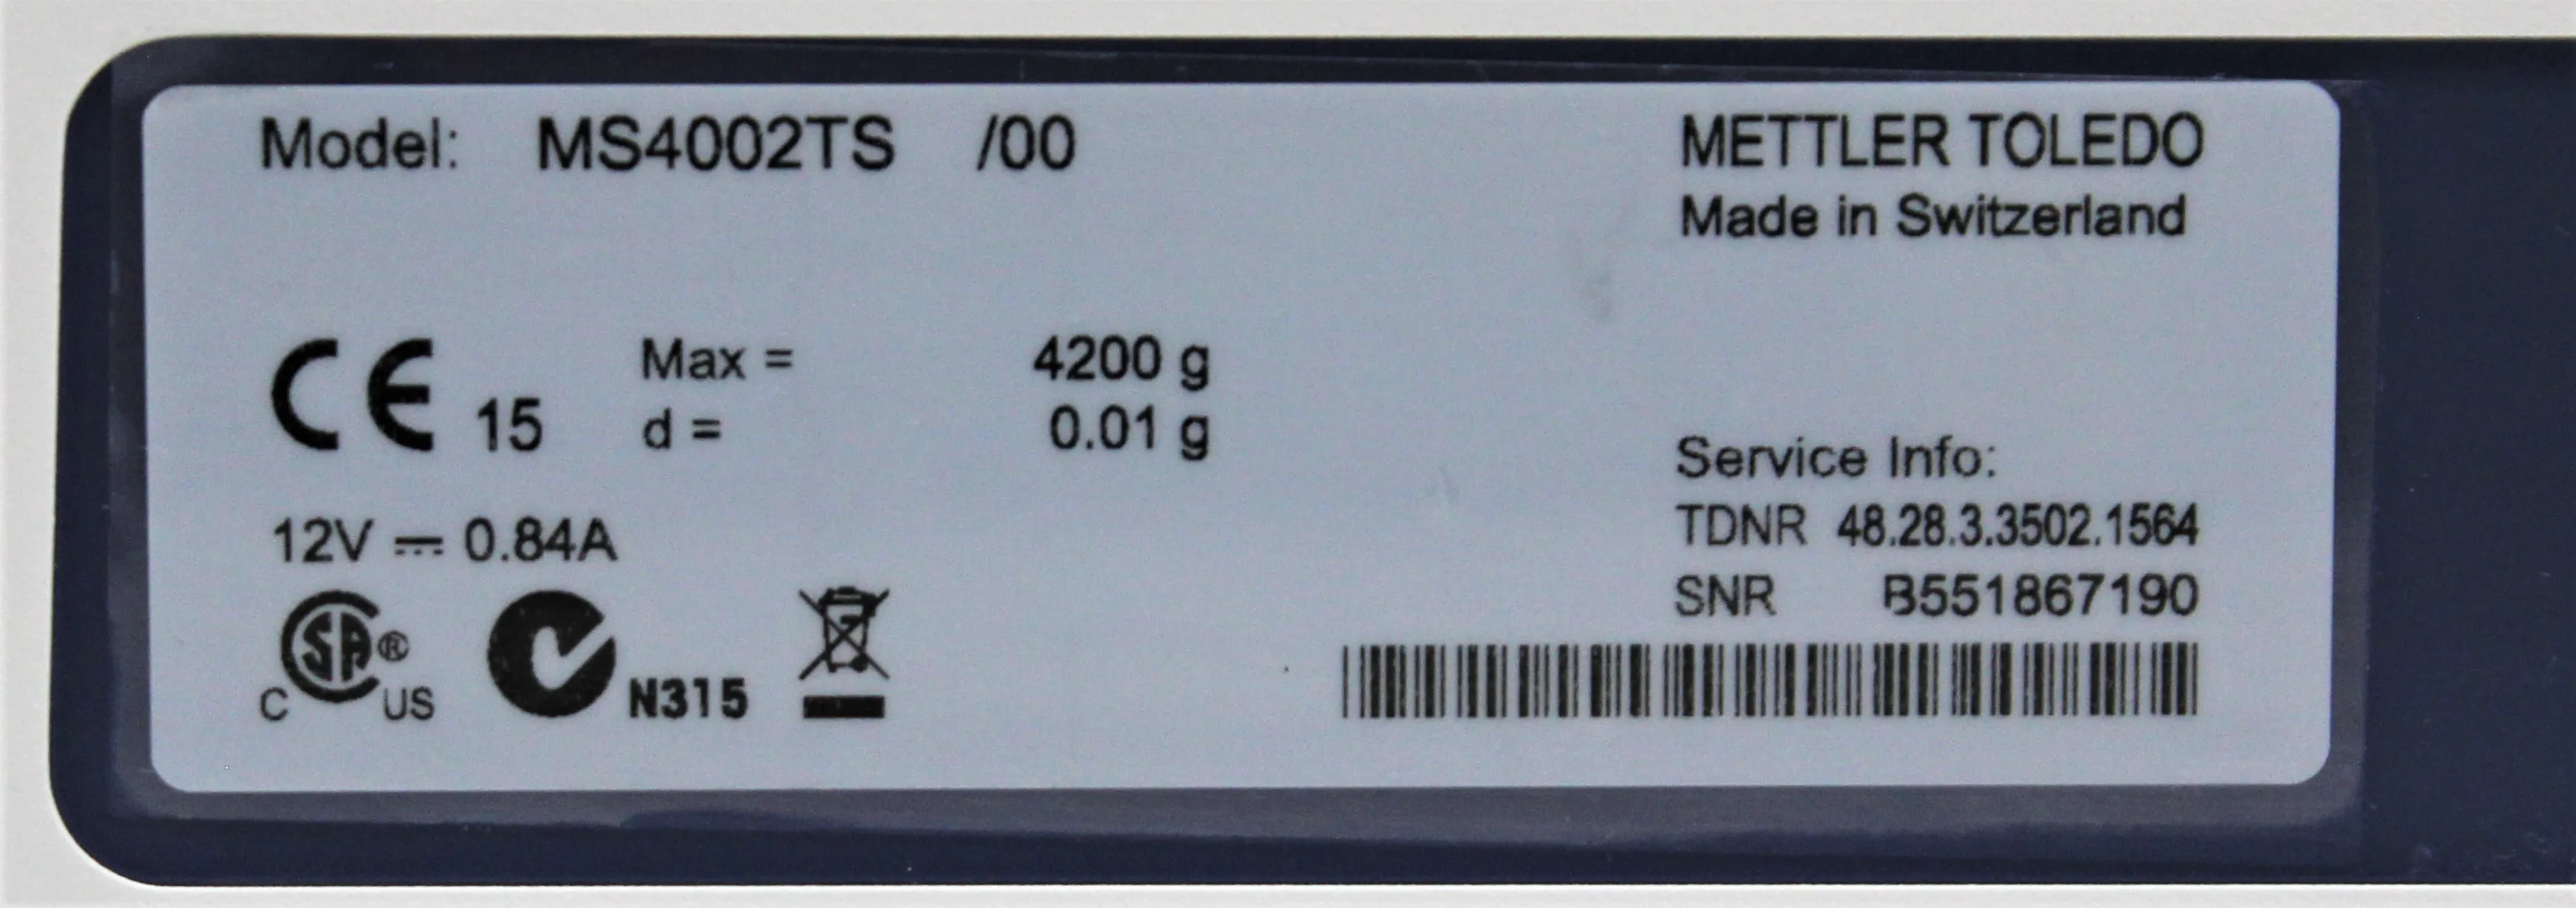 Model: MS4002TS /00
METTLER TOLEDO
Made in Switzerland
CE 15
Max = 4200 g
d = 0.01 g
12V ⎓ 0.84A
Service Info:
TDNR 48.28.3.3502.1564
SNR B551867190
C SA® US
N315